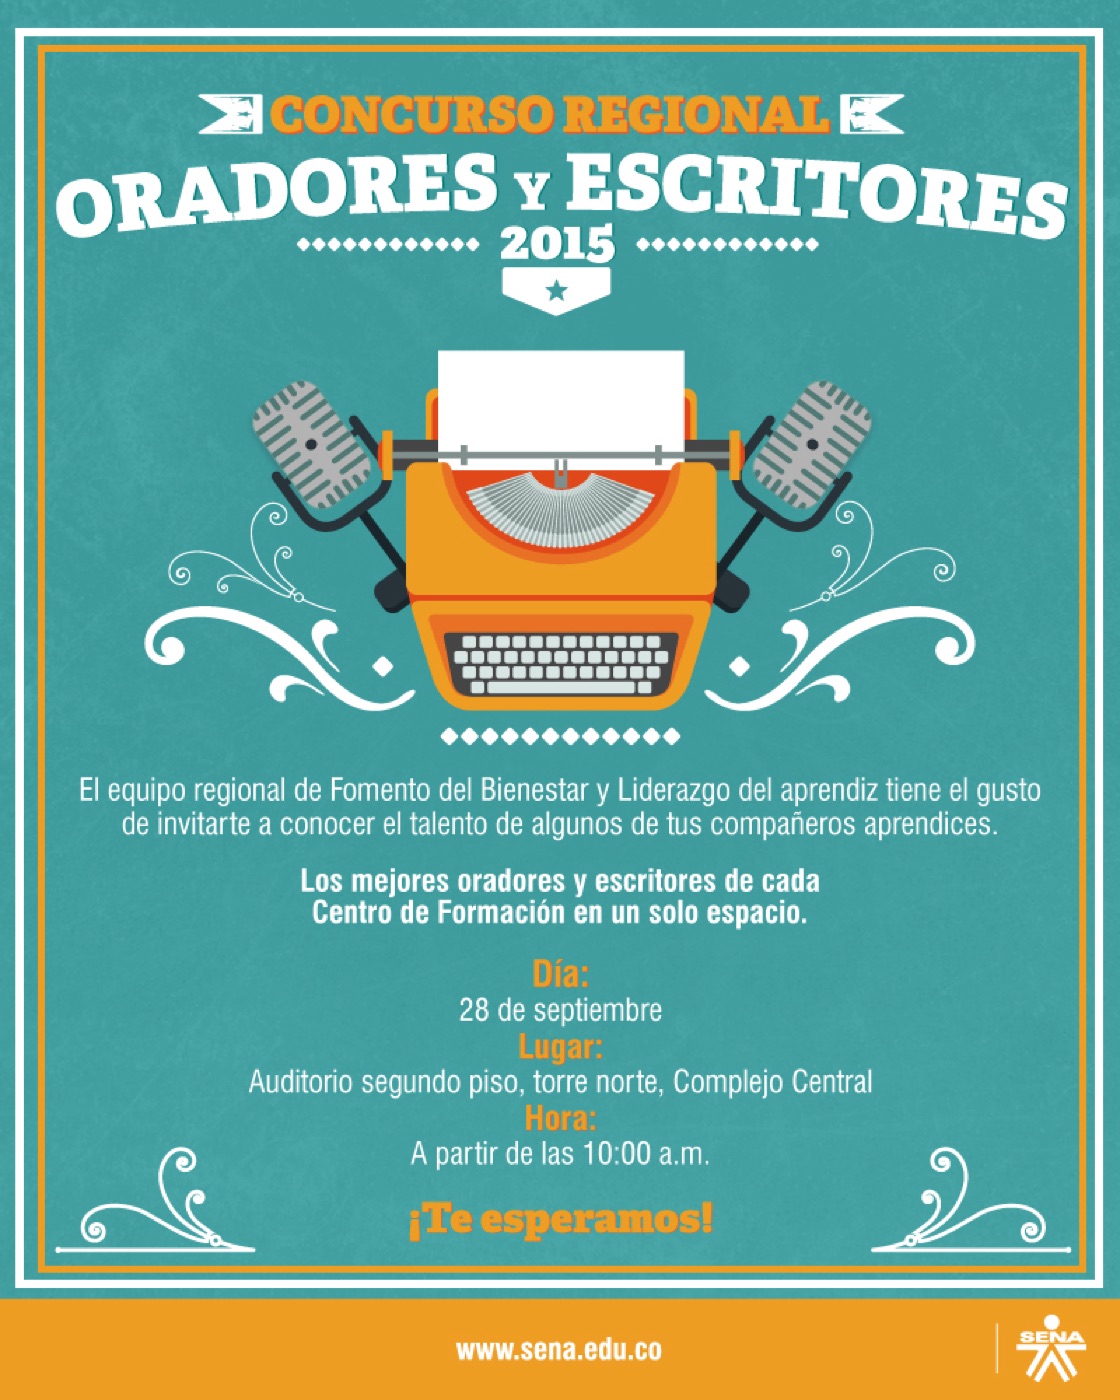 CONCURSO REGIONAL
ORADORES Y ESCRITORES
2015
El equipo regional de Fomento del Bienestar y Liderazgo del aprendiz tiene el gusto
de invitarte a conocer el talento de algunos de tus compañeros aprendices.
Los mejores oradores y escritores de cada
Centro de Formación en un solo espacio.
Día:
28 de septiembre
Lugar:
Auditorio segundo piso, torre norte, Complejo Central
Hora:
A partir de las 10:00 a.m.
¡Te esperamos!
www.sena.edu.co
SENA